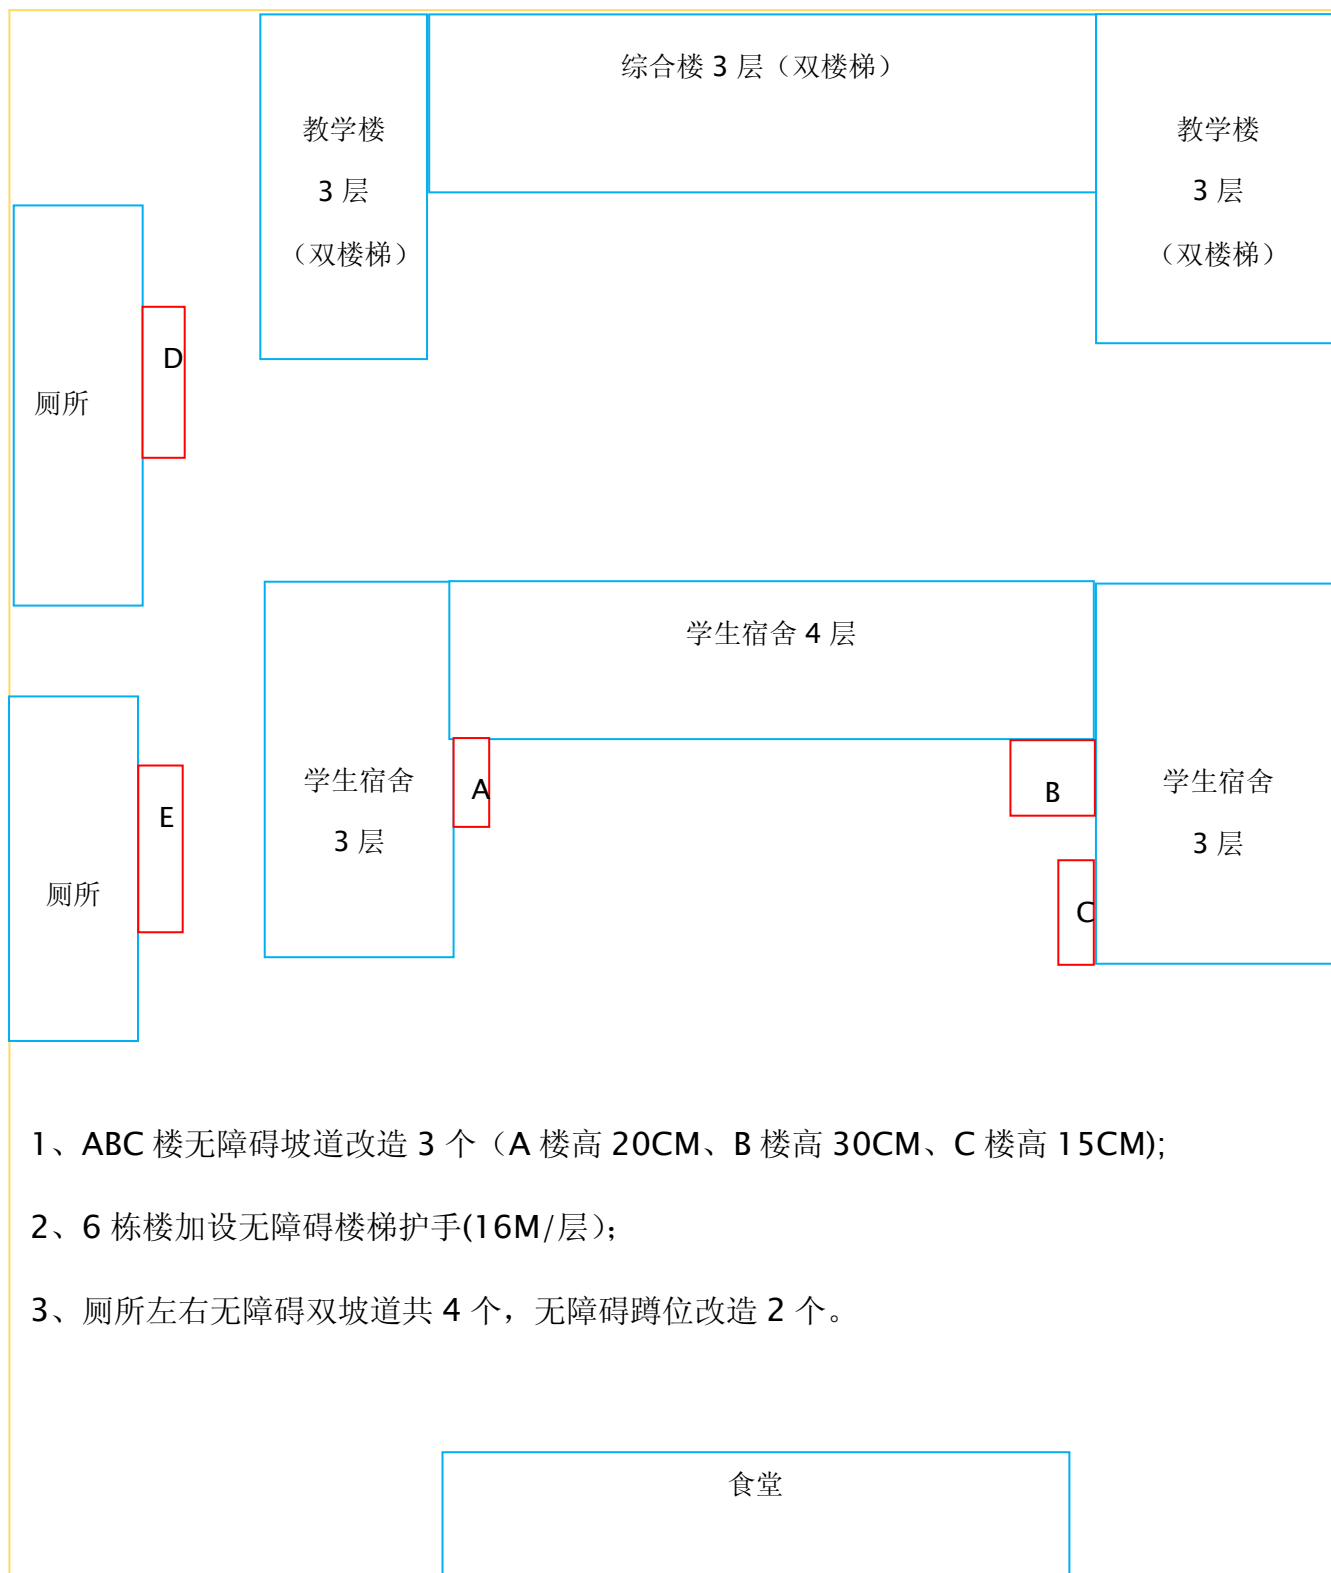 综合楼 3 层（双楼梯）
教学楼
3 层
（双楼梯）
教学楼
3 层
（双楼梯）
D
厕所
学生宿舍 4 层
学生宿舍
3 层
A
B
学生宿舍
3 层
C
E
厕所
1、ABC 楼无障碍坡道改造 3 个（A 楼高 20CM、B 楼高 30CM、C 楼高 15CM);
2、6 栋楼加设无障碍楼梯护手(16M/层）；
3、厕所左右无障碍双坡道共 4 个，无障碍蹲位改造 2 个。
食堂